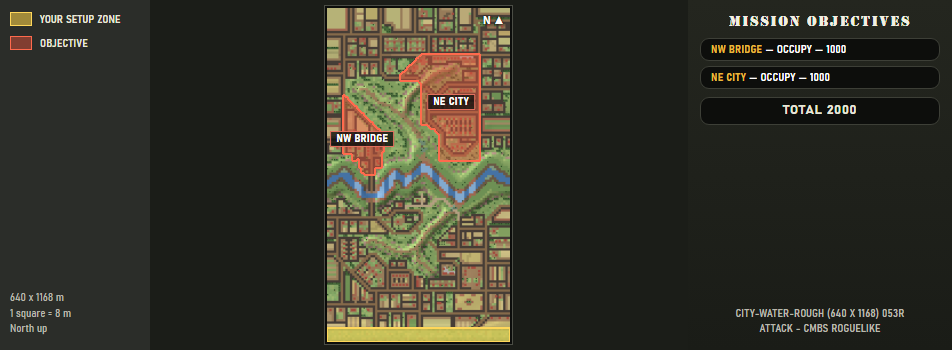 YOUR SETUP ZONE
OBJECTIVE
640 x 1168 m
1 square = 8 m
North up
N ▲
NE CITY
NW BRIDGE
MISSION OBJECTIVES
NW BRIDGE — OCCUPY — 1000
NE CITY — OCCUPY — 1000
TOTAL 2000
CITY-WATER-ROUGH (640 X 1168) 053R
ATTACK - CMBS ROGUELIKE